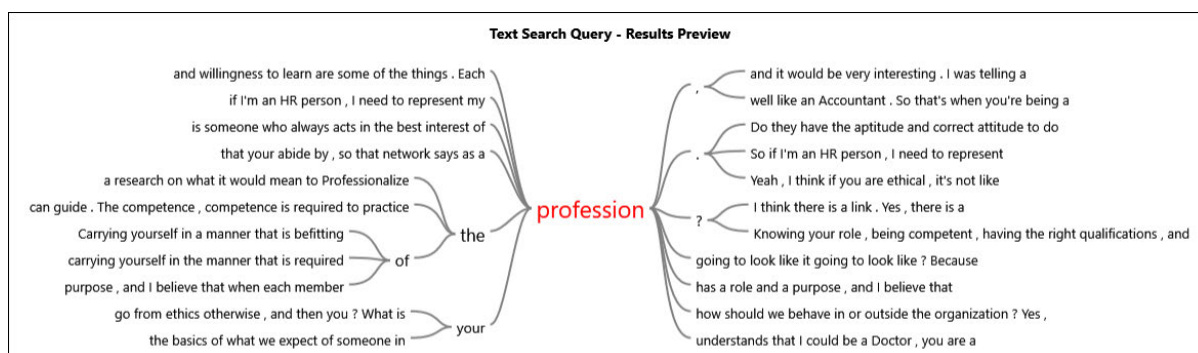 Text Search Query - Results Preview
and willingness to learn are some of the things . Each
if I'm an HR person , I need to represent my
is someone who always acts in the best interest of
that your abide by , so that network says as a
a research on what it would mean to Professionalize
can guide . The competence , competence is required to practice
Carrying yourself in a manner that is befitting
carrying yourself in the manner that is required
purpose , and I believe that when each member
of
the
go from ethics otherwise , and then you ? What is
the basics of what we expect of someone in
your
profession
,
and it would be very interesting . I was telling a
well like an Accountant . So that's when you're being a
.
Do they have the aptitude and correct attitude to do
So if I'm an HR person , I need to represent
Yeah , I think if you are ethical , it's not like
?
I think there is a link . Yes , there is a
Knowing your role , being competent , having the right qualifications , and
going to look like it going to look like ? Because
has a role and a purpose , and I believe that
how should we behave in or outside the organization ? Yes ,
understands that I could be a Doctor , you are a